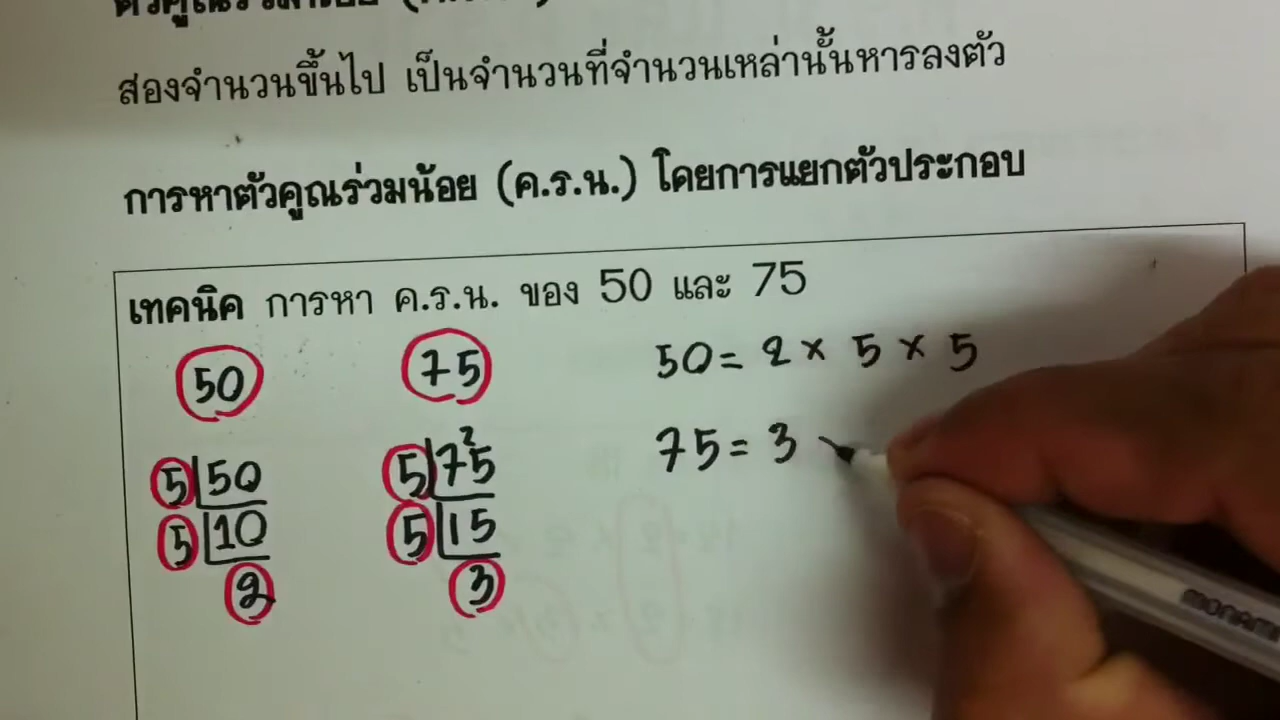 สองจำนวนขึ้นไป เป็นจำนวนที่จำนวนเหล่านั้นหารลงตัว
การหาตัวคูณร่วมน้อย (ค.ร.น.) โดยการแยกตัวประกอบ
เทคนิค การหา ค.ร.น. ของ 50 และ 75
50 75 50 = 2 × 5 × 5
75 = 3
5 50 5 75 2
5 10 5 15
2 3